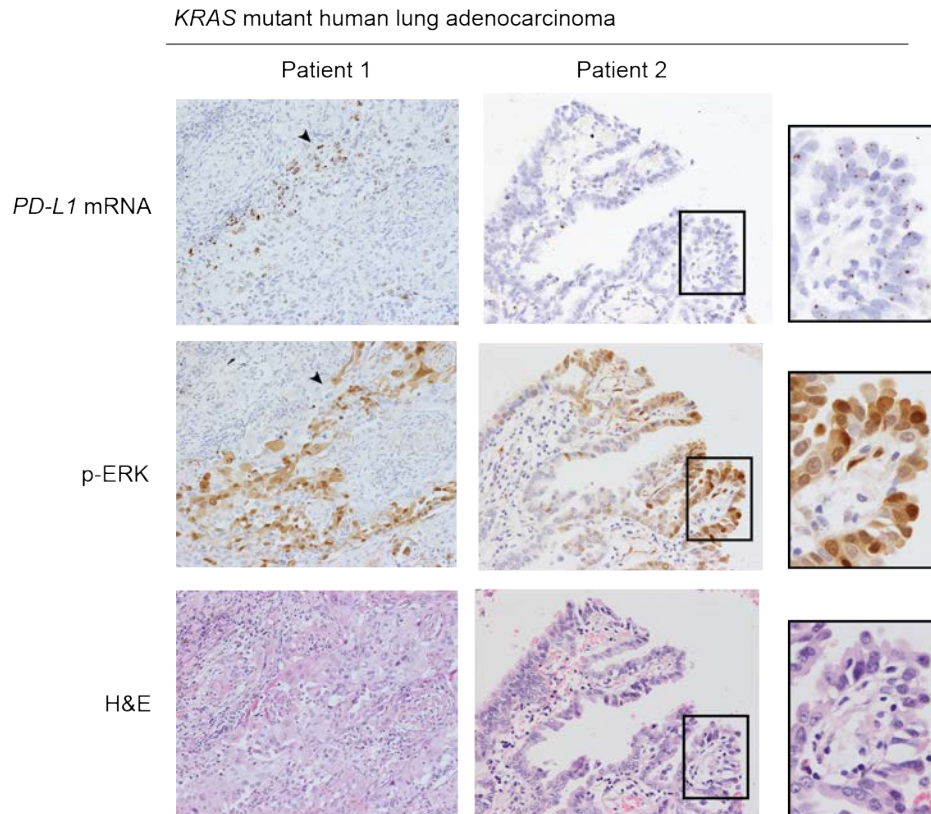 KRAS mutant human lung adenocarcinoma
Patient 1
Patient 2
PD-L1 mRNA
p-ERK
H&E